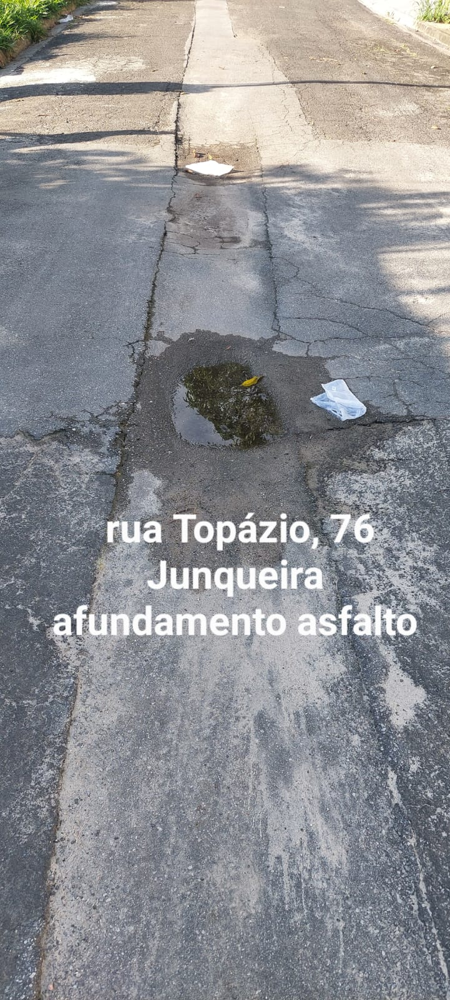 rua Topázio, 76
Junqueira
afundamento asfalto